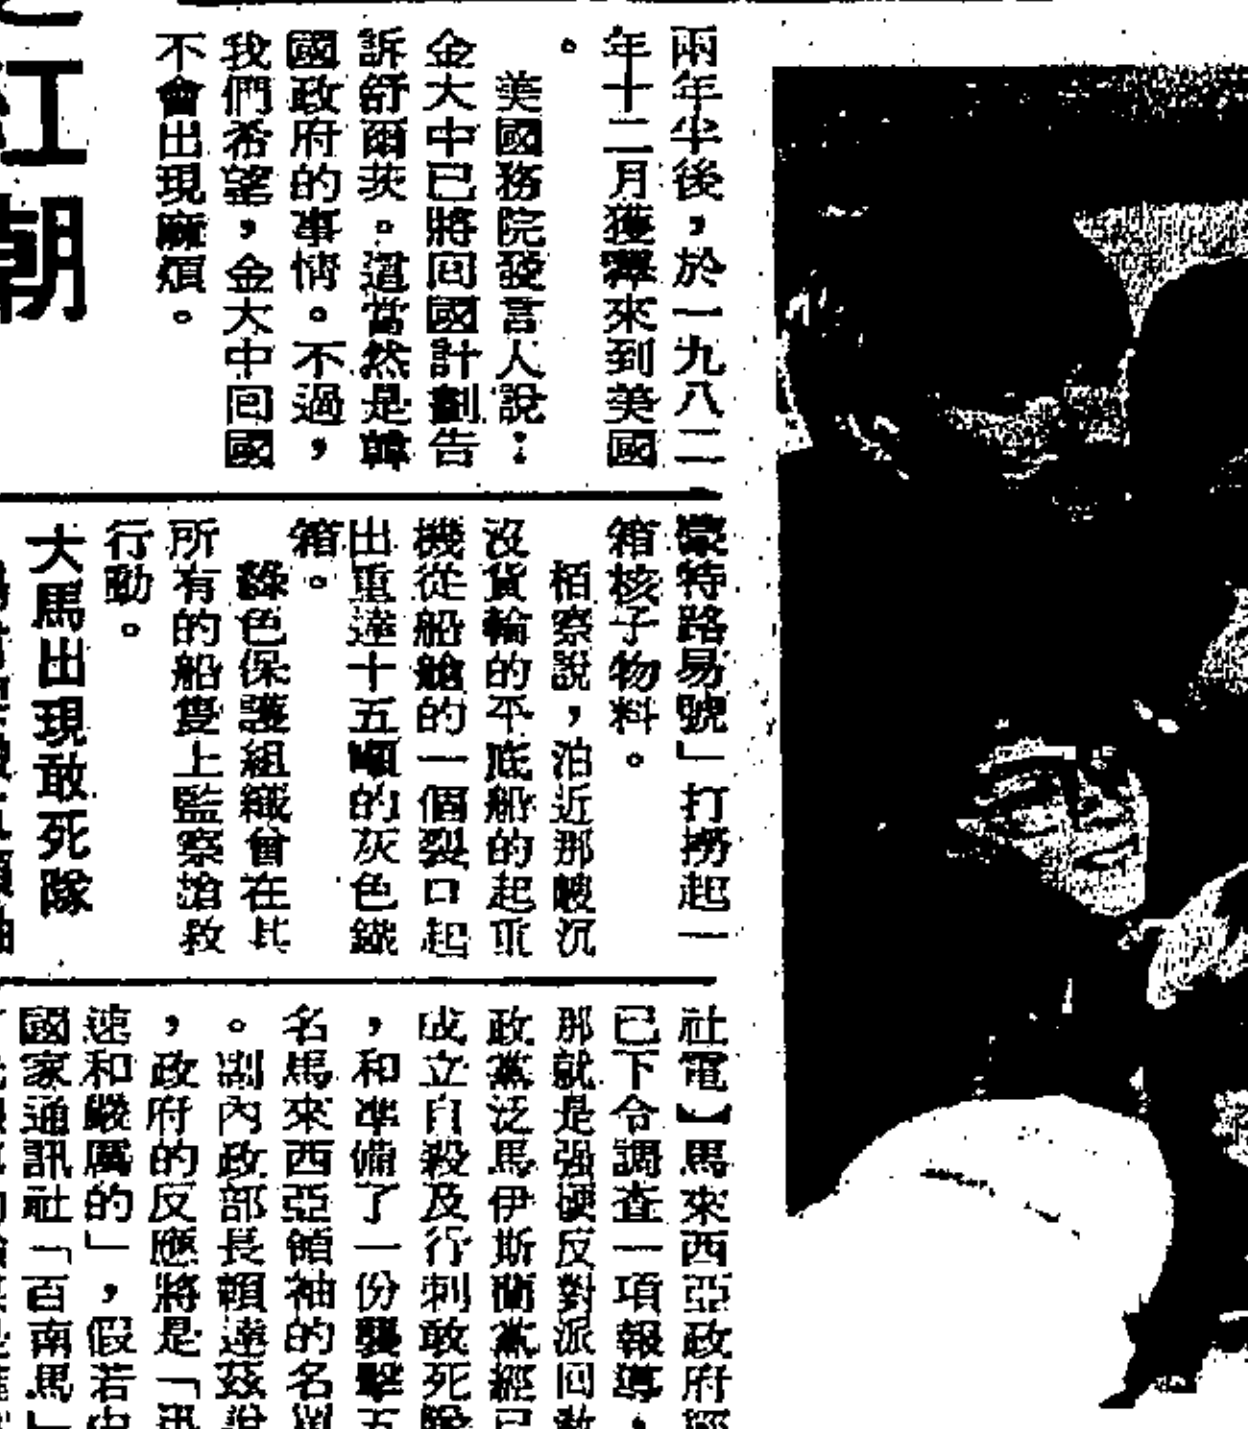 兩年半後，於一九八二
年十二月獲釋來到美國
。
美國務院發言人說：
金大中已將回國計劃告
訴舒爾茨。這當然是韓
國政府的事情。不過，
我們希望，金大中回國
不會出現麻煩。
紅潮
蒙特路易號」打撈起一
箱核子物料。
栢察說，泊近那艘沉
沒貨輪的平底船的起重
機從船艙的一個裂口起
出重達十五噸的灰色鐵
箱。
綠色保護組織曾在其
所有的船隻上監察搶救
行動。
大馬出現敢死隊
社電】馬來西亞政府經
已下令調查一項報導，
那就是强硬反對派回教
政黨泛馬伊斯蘭黨經已
成立自殺及行刺敢死隊
，和準備了一份襲擊五
名馬來西亞領袖的名單
。副內政部長賴達茲說
，政府的反應將是「迅
速和嚴厲的」，假若由
國家通訊社「百南馬」